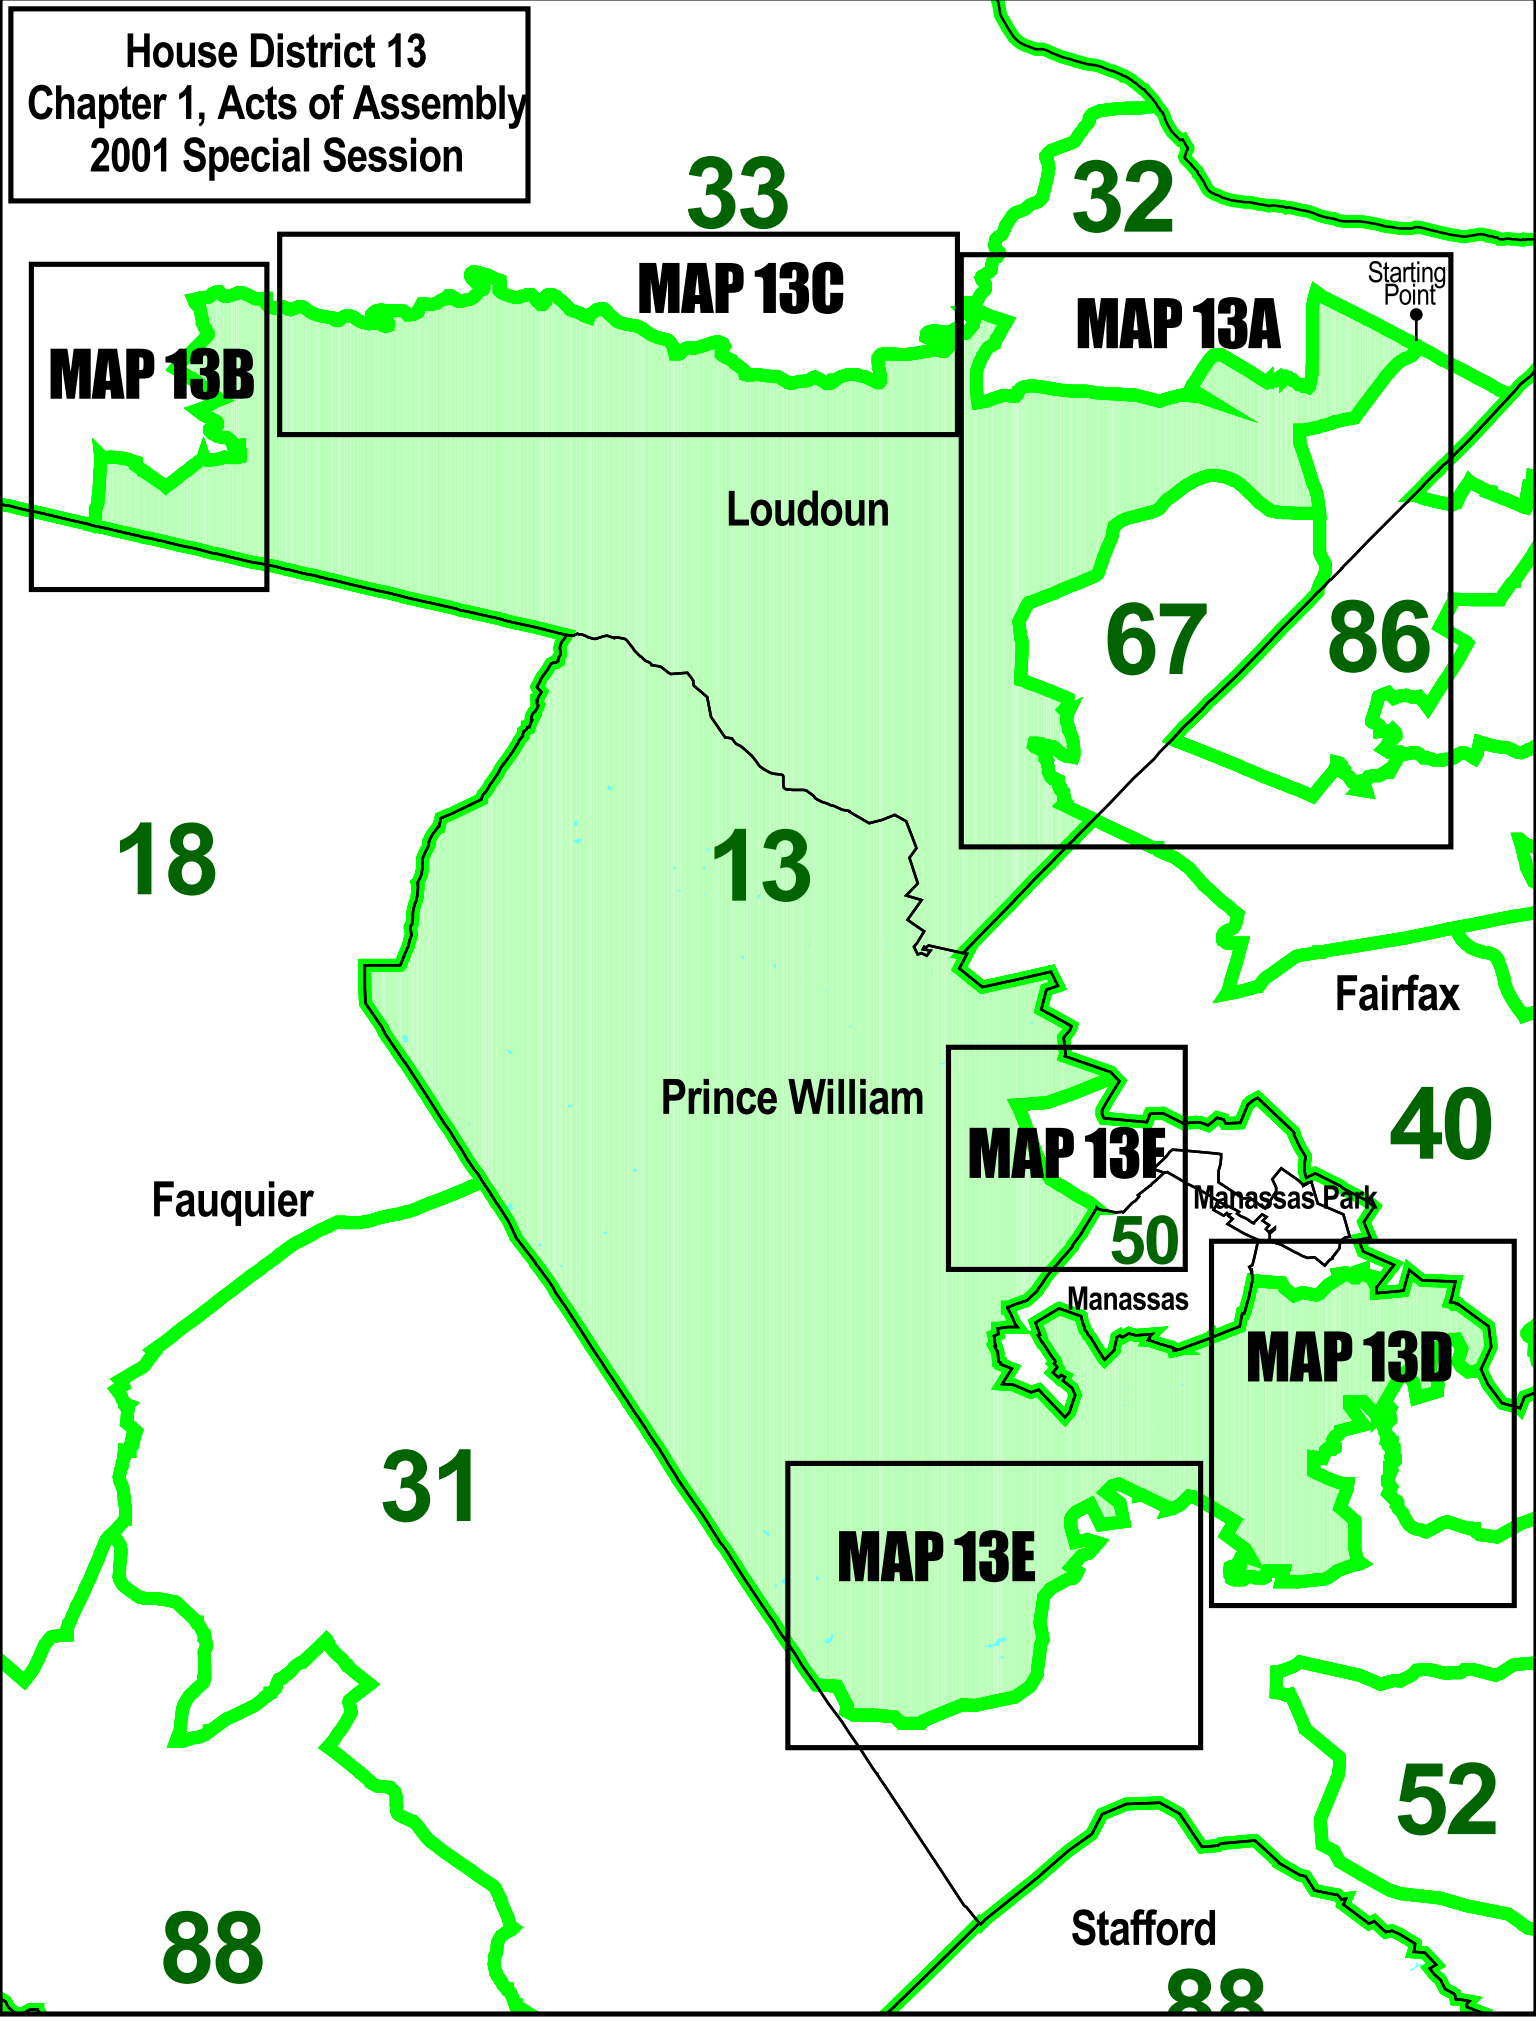 House District 13
Chapter 1, Acts of Assembly
2001 Special Session
33
32
MAP 13C
Starting
Point
MAP 13A
MAP 13B
Loudoun
67
86
18
13
Fairfax
Prince William
40
MAP 13F
Fauquier
Manassas Park
50
Manassas
MAP 13D
31
MAP 13E
52
Stafford
88
88